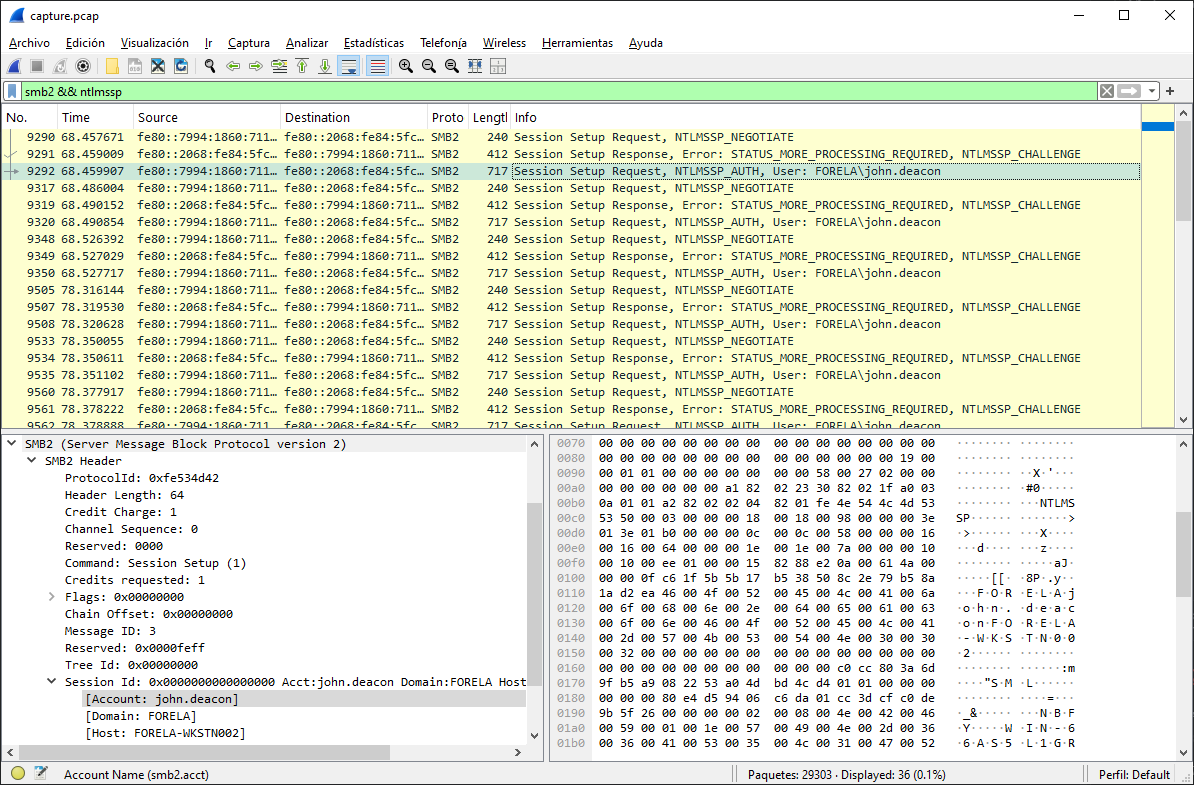 capture.pcap
Archivo Edición Visualización Ir Captura Analizar Estadísticas Telefonía Wireless Herramientas Ayuda
smb2 && ntlmssp
No. Time Source Destination Proto Lengtl Info
9290 68.457671 fe80::7994:1860:711… fe80::2068:fe84:5fc… SMB2 240 Session Setup Request, NTLMSSP_NEGOTIATE
9291 68.459009 fe80::2068:fe84:5fc… fe80::7994:1860:711… SMB2 412 Session Setup Response, Error: STATUS_MORE_PROCESSING_REQUIRED, NTLMSSP_CHALLENGE
9292 68.459907 fe80::7994:1860:711… fe80::2068:fe84:5fc… SMB2 717 Session Setup Request, NTLMSSP_AUTH, User: FORELA\john.deacon
9317 68.486004 fe80::7994:1860:711… fe80::2068:fe84:5fc… SMB2 240 Session Setup Request, NTLMSSP_NEGOTIATE
9319 68.490152 fe80::2068:fe84:5fc… fe80::7994:1860:711… SMB2 412 Session Setup Response, Error: STATUS_MORE_PROCESSING_REQUIRED, NTLMSSP_CHALLENGE
9320 68.490854 fe80::7994:1860:711… fe80::2068:fe84:5fc… SMB2 717 Session Setup Request, NTLMSSP_AUTH, User: FORELA\john.deacon
9348 68.526392 fe80::7994:1860:711… fe80::2068:fe84:5fc… SMB2 240 Session Setup Request, NTLMSSP_NEGOTIATE
9349 68.527029 fe80::2068:fe84:5fc… fe80::7994:1860:711… SMB2 412 Session Setup Response, Error: STATUS_MORE_PROCESSING_REQUIRED, NTLMSSP_CHALLENGE
9350 68.527717 fe80::7994:1860:711… fe80::2068:fe84:5fc… SMB2 717 Session Setup Request, NTLMSSP_AUTH, User: FORELA\john.deacon
9505 78.316144 fe80::7994:1860:711… fe80::2068:fe84:5fc… SMB2 240 Session Setup Request, NTLMSSP_NEGOTIATE
9507 78.319530 fe80::2068:fe84:5fc… fe80::7994:1860:711… SMB2 412 Session Setup Response, Error: STATUS_MORE_PROCESSING_REQUIRED, NTLMSSP_CHALLENGE
9508 78.320628 fe80::7994:1860:711… fe80::2068:fe84:5fc… SMB2 717 Session Setup Request, NTLMSSP_AUTH, User: FORELA\john.deacon
9533 78.350055 fe80::7994:1860:711… fe80::2068:fe84:5fc… SMB2 240 Session Setup Request, NTLMSSP_NEGOTIATE
9534 78.350611 fe80::2068:fe84:5fc… fe80::7994:1860:711… SMB2 412 Session Setup Response, Error: STATUS_MORE_PROCESSING_REQUIRED, NTLMSSP_CHALLENGE
9535 78.351102 fe80::7994:1860:711… fe80::2068:fe84:5fc… SMB2 717 Session Setup Request, NTLMSSP_AUTH, User: FORELA\john.deacon
9560 78.377917 fe80::7994:1860:711… fe80::2068:fe84:5fc… SMB2 240 Session Setup Request, NTLMSSP_NEGOTIATE
9561 78.378222 fe80::2068:fe84:5fc… fe80::7994:1860:711… SMB2 412 Session Setup Response, Error: STATUS_MORE_PROCESSING_REQUIRED, NTLMSSP_CHALLENGE
9562 78.378888 fe80::7994:1860:711… fe80::2068:fe84:5fc… SMB2 717 Session Setup Request, NTLMSSP_AUTH, User: FORELA\john.deacon
SMB2 (Server Message Block Protocol version 2)
SMB2 Header
ProtocolId: 0xfe534d42
Header Length: 64
Credit Charge: 1
Channel Sequence: 0
Reserved: 0000
Command: Session Setup (1)
Credits requested: 1
Flags: 0x00000000
Chain Offset: 0x00000000
Message ID: 3
Reserved: 0x0000feff
Tree Id: 0x00000000
Session Id: 0x0000000000000000 Acct:john.deacon Domain:FORELA Host
[Account: john.deacon]
[Domain: FORELA]
[Host: FORELA-WKSTN002]
0070 00 00 00 00 00 00 00 00 00 00 00 00 00 00 00 00 ········ ········
0080 00 00 00 00 00 00 00 00 00 00 00 00 00 00 19 00 ········ ········
0090 00 01 01 00 00 00 00 00 00 00 58 00 27 02 00 00 ········ ··X·'···
00a0 00 00 00 00 00 00 a1 82 02 23 30 82 02 1f a0 03 ········ ·#0·····
00b0 0a 01 01 a2 82 02 02 04 82 01 fe 4e 54 4c 4d 53 ········ ···NTLMS
00c0 53 50 00 03 00 00 00 18 00 18 00 98 00 00 00 3e SP······ ·······>
00d0 01 3e 01 b0 00 00 00 0c 00 0c 00 58 00 00 00 16 ·>······ ···X····
00e0 00 16 00 64 00 00 00 1e 00 1e 00 7a 00 00 00 10 ···d···· ···z····
00f0 00 10 00 ee 01 00 00 15 82 88 e2 0a 00 61 4a 00 ········ ·····aJ·
0100 00 00 0f c6 1f 5b 5b 17 b5 38 50 8c 2e 79 b5 8a ·····[[· ·8P·.y··
0110 1a d2 ea 46 00 4f 00 52 00 45 00 4c 00 41 00 6a ···F·O·R ·E·L·A·j
0120 00 6f 00 68 00 6e 00 2e 00 64 00 65 00 61 00 63 ·o·h·n·. ·d·e·a·c
0130 00 6f 00 6e 00 46 00 4f 00 52 00 45 00 4c 00 41 ·o·n·F·O ·R·E·L·A
0140 00 2d 00 57 00 4b 00 53 00 54 00 4e 00 30 00 30 ·-·W·K·S ·T·N·0·0
0150 00 32 00 00 00 00 00 00 00 00 00 00 00 00 00 00 ·2······ ········
0160 00 00 00 00 00 00 00 00 00 00 00 c0 cc 80 3a 6d ········ ······:m
0170 9f b5 a9 08 22 53 a0 4d bd 4c d4 01 01 00 00 00 ····"S·M ·L······
0180 00 00 00 80 e4 d5 94 06 c6 da 01 cc 3d cf c0 de ········ ····=···
0190 9b 5f 26 00 00 00 00 02 00 08 00 4e 00 42 00 46 ·_&····· ···N·B·F
01a0 00 59 00 01 00 1e 00 57 00 49 00 4e 00 2d 00 36 ·Y·····W ·I·N·-·6
01b0 00 36 00 41 00 53 00 35 00 4c 00 31 00 47 00 52 ·6·A·S·5 ·L·1·G·R
Account Name (smb2.acct) Paquetes: 29303 · Displayed: 36 (0.1%) Perfil: Default